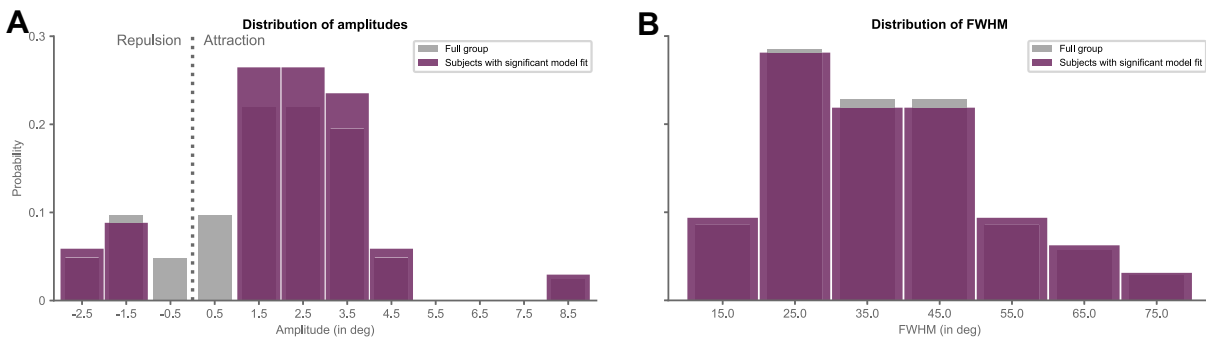 A
Distribution of amplitudes
Repulsion
Attraction
Full group
Subjects with significant model fit
Probability
0.3
0.2
0.1
0
-2.5 -1.5 -0.5 0.5 1.5 2.5 3.5 4.5 5.5 6.5 7.5 8.5
Amplitude (in deg)
B
Distribution of FWHM
Full group
Subjects with significant model fit
15.0 25.0 35.0 45.0 55.0 65.0 75.0
FWHM (in deg)